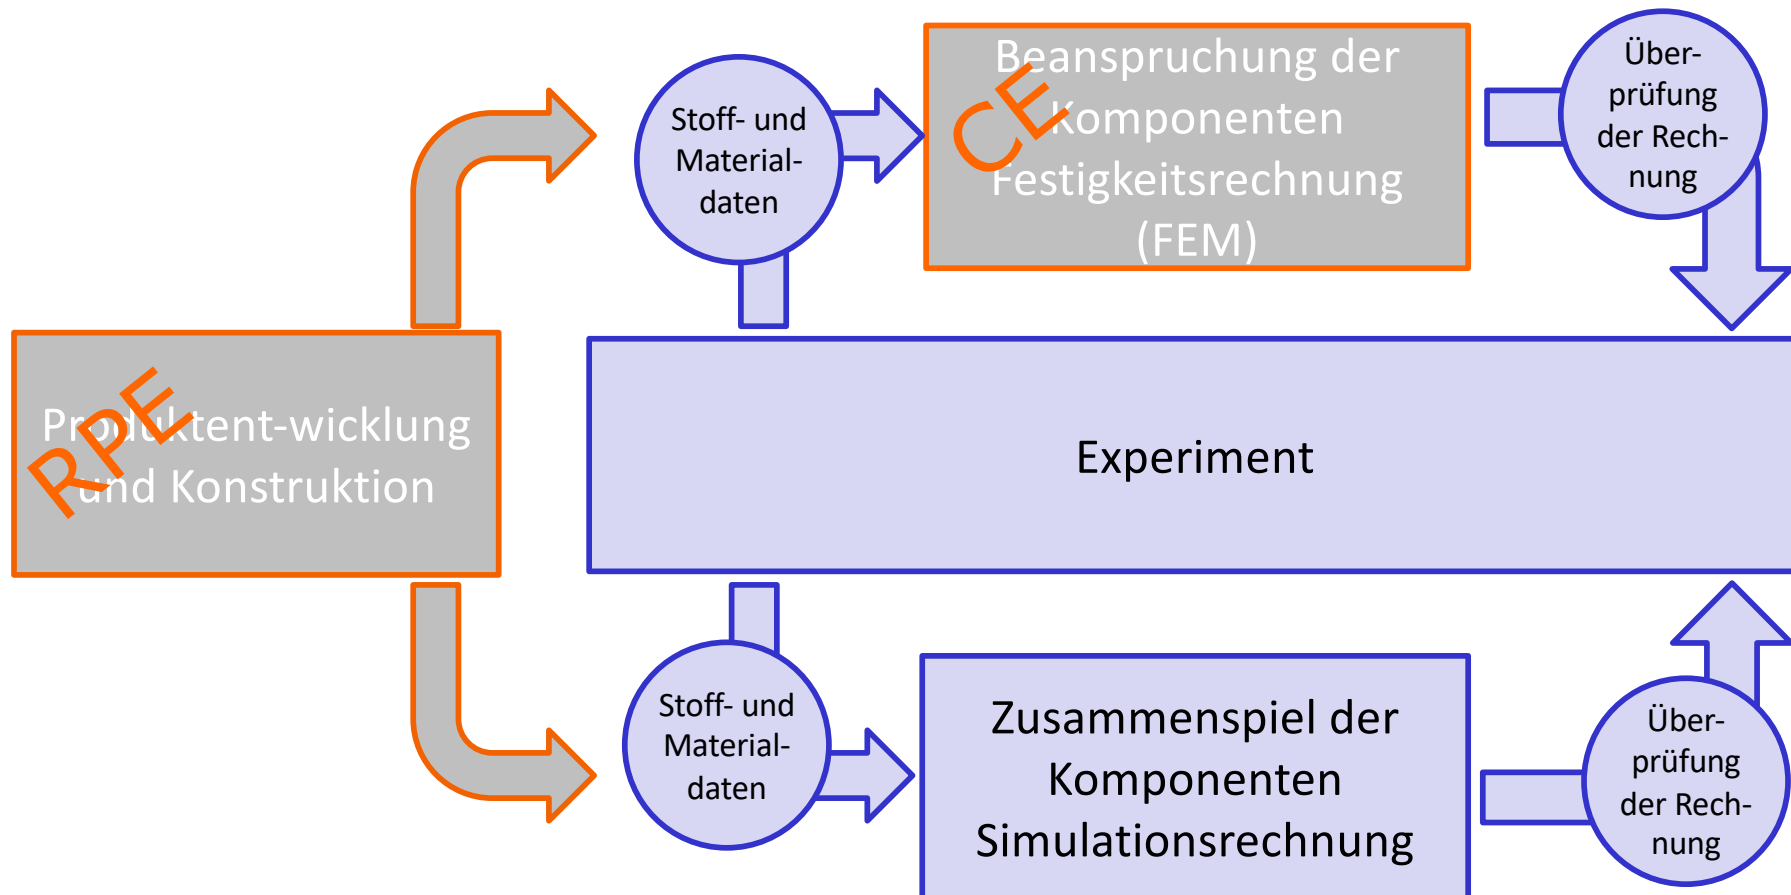 Stoff- und
Material-
daten
Beanspruchung der
Komponenten
Festigkeitsrechnung
(FEM)
CE
Über-
prüfung
der Rech-
nung
Produktent-wicklung
und Konstruktion
RPE
Experiment
Stoff- und
Material-
daten
Zusammenspiel der
Komponenten
Simulationsrechnung
Über-
prüfung
der Rech-
nung